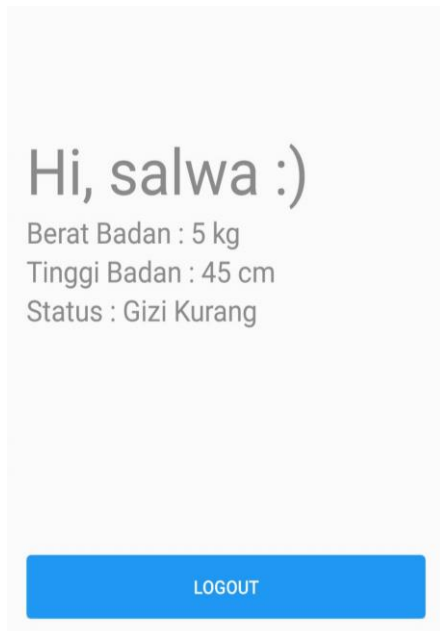 Hi, salwa :)
Berat Badan : 5 kg
Tinggi Badan : 45 cm
Status : Gizi Kurang
LOGOUT